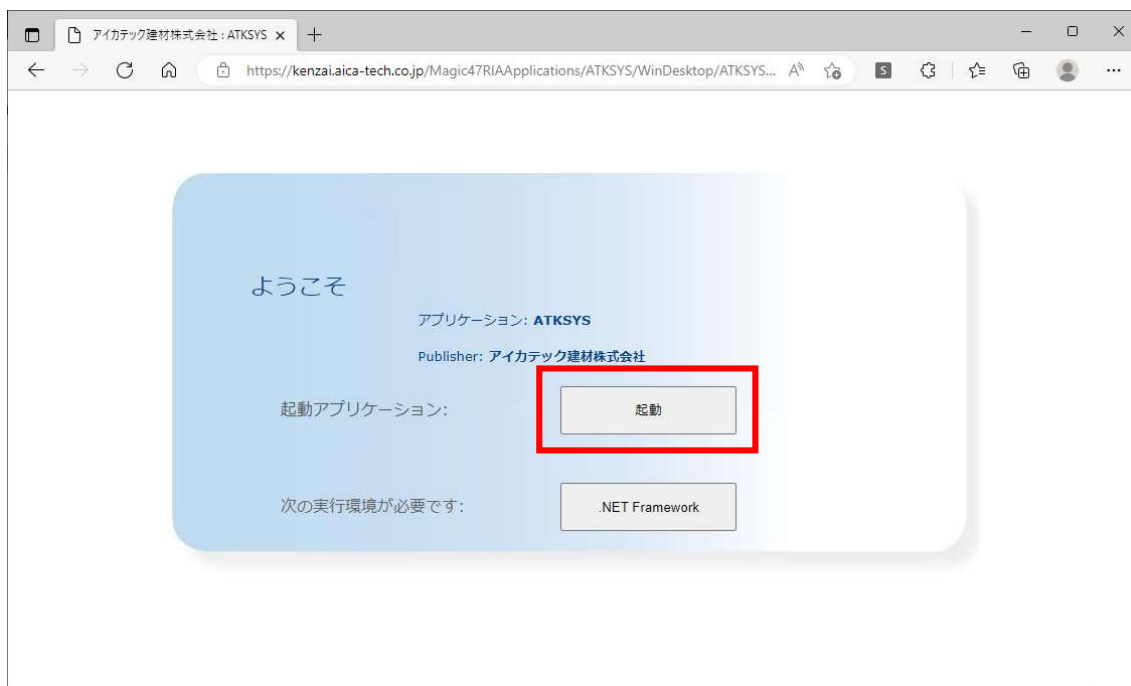 アイカテック建材株式会社 : ATKSYS
https://kenzai.aica-tech.co.jp/Magic47RIAApplications/ATKSYS/WinDesktop/ATKSYS...
ようこそ
アプリケーション: ATKSYS
Publisher: アイカテック建材株式会社
起動アプリケーション:
起動
次の実行環境が必要です:
.NET Framework